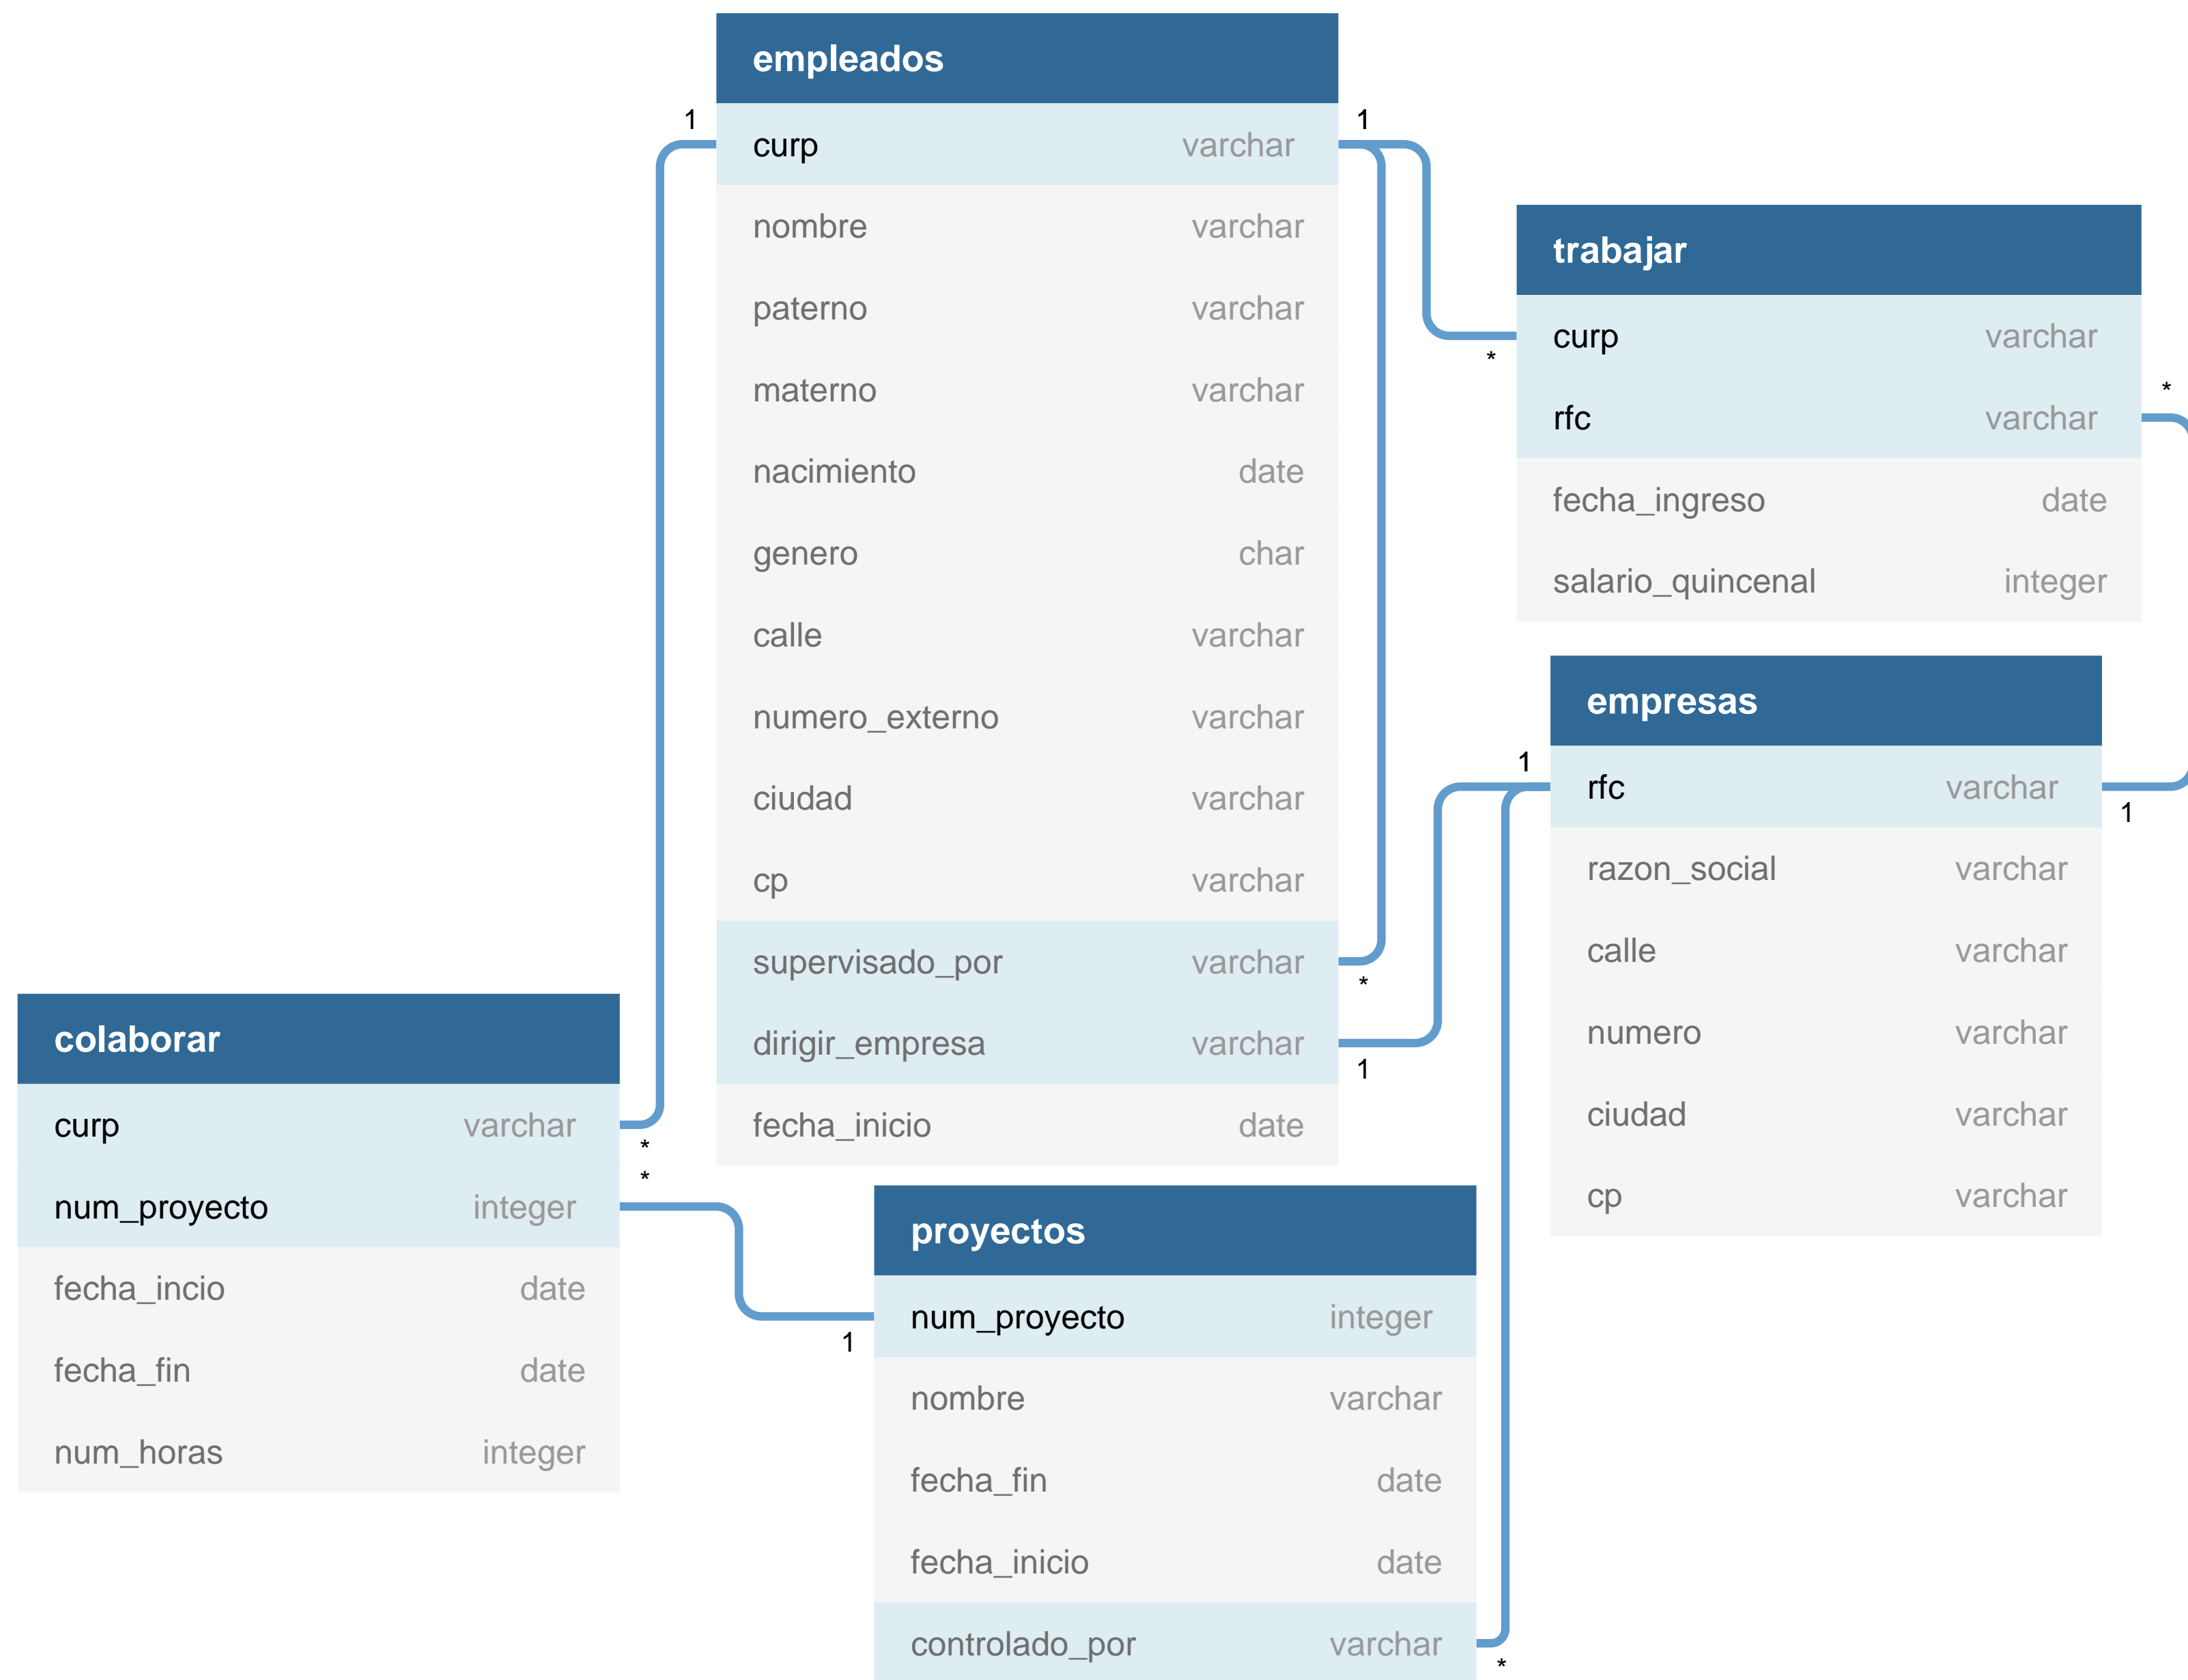 empleados
1
1
curp varchar
nombre varchar
paterno varchar
materno varchar
nacimiento date
genero char
calle varchar
numero_externo varchar
ciudad varchar
cp varchar
supervisado_por varchar
*
dirigir_empresa varchar
1
fecha_inicio date
trabajar
curp varchar
*
*
rfc varchar
fecha_ingreso date
salario_quincenal integer
empresas
1
rfc varchar
1
razon_social varchar
calle varchar
numero varchar
ciudad varchar
cp varchar
colaborar
curp varchar
*
*
num_proyecto integer
fecha_incio date
fecha_fin date
num_horas integer
proyectos
num_proyecto integer
1
nombre varchar
fecha_fin date
fecha_inicio date
controlado_por varchar
*